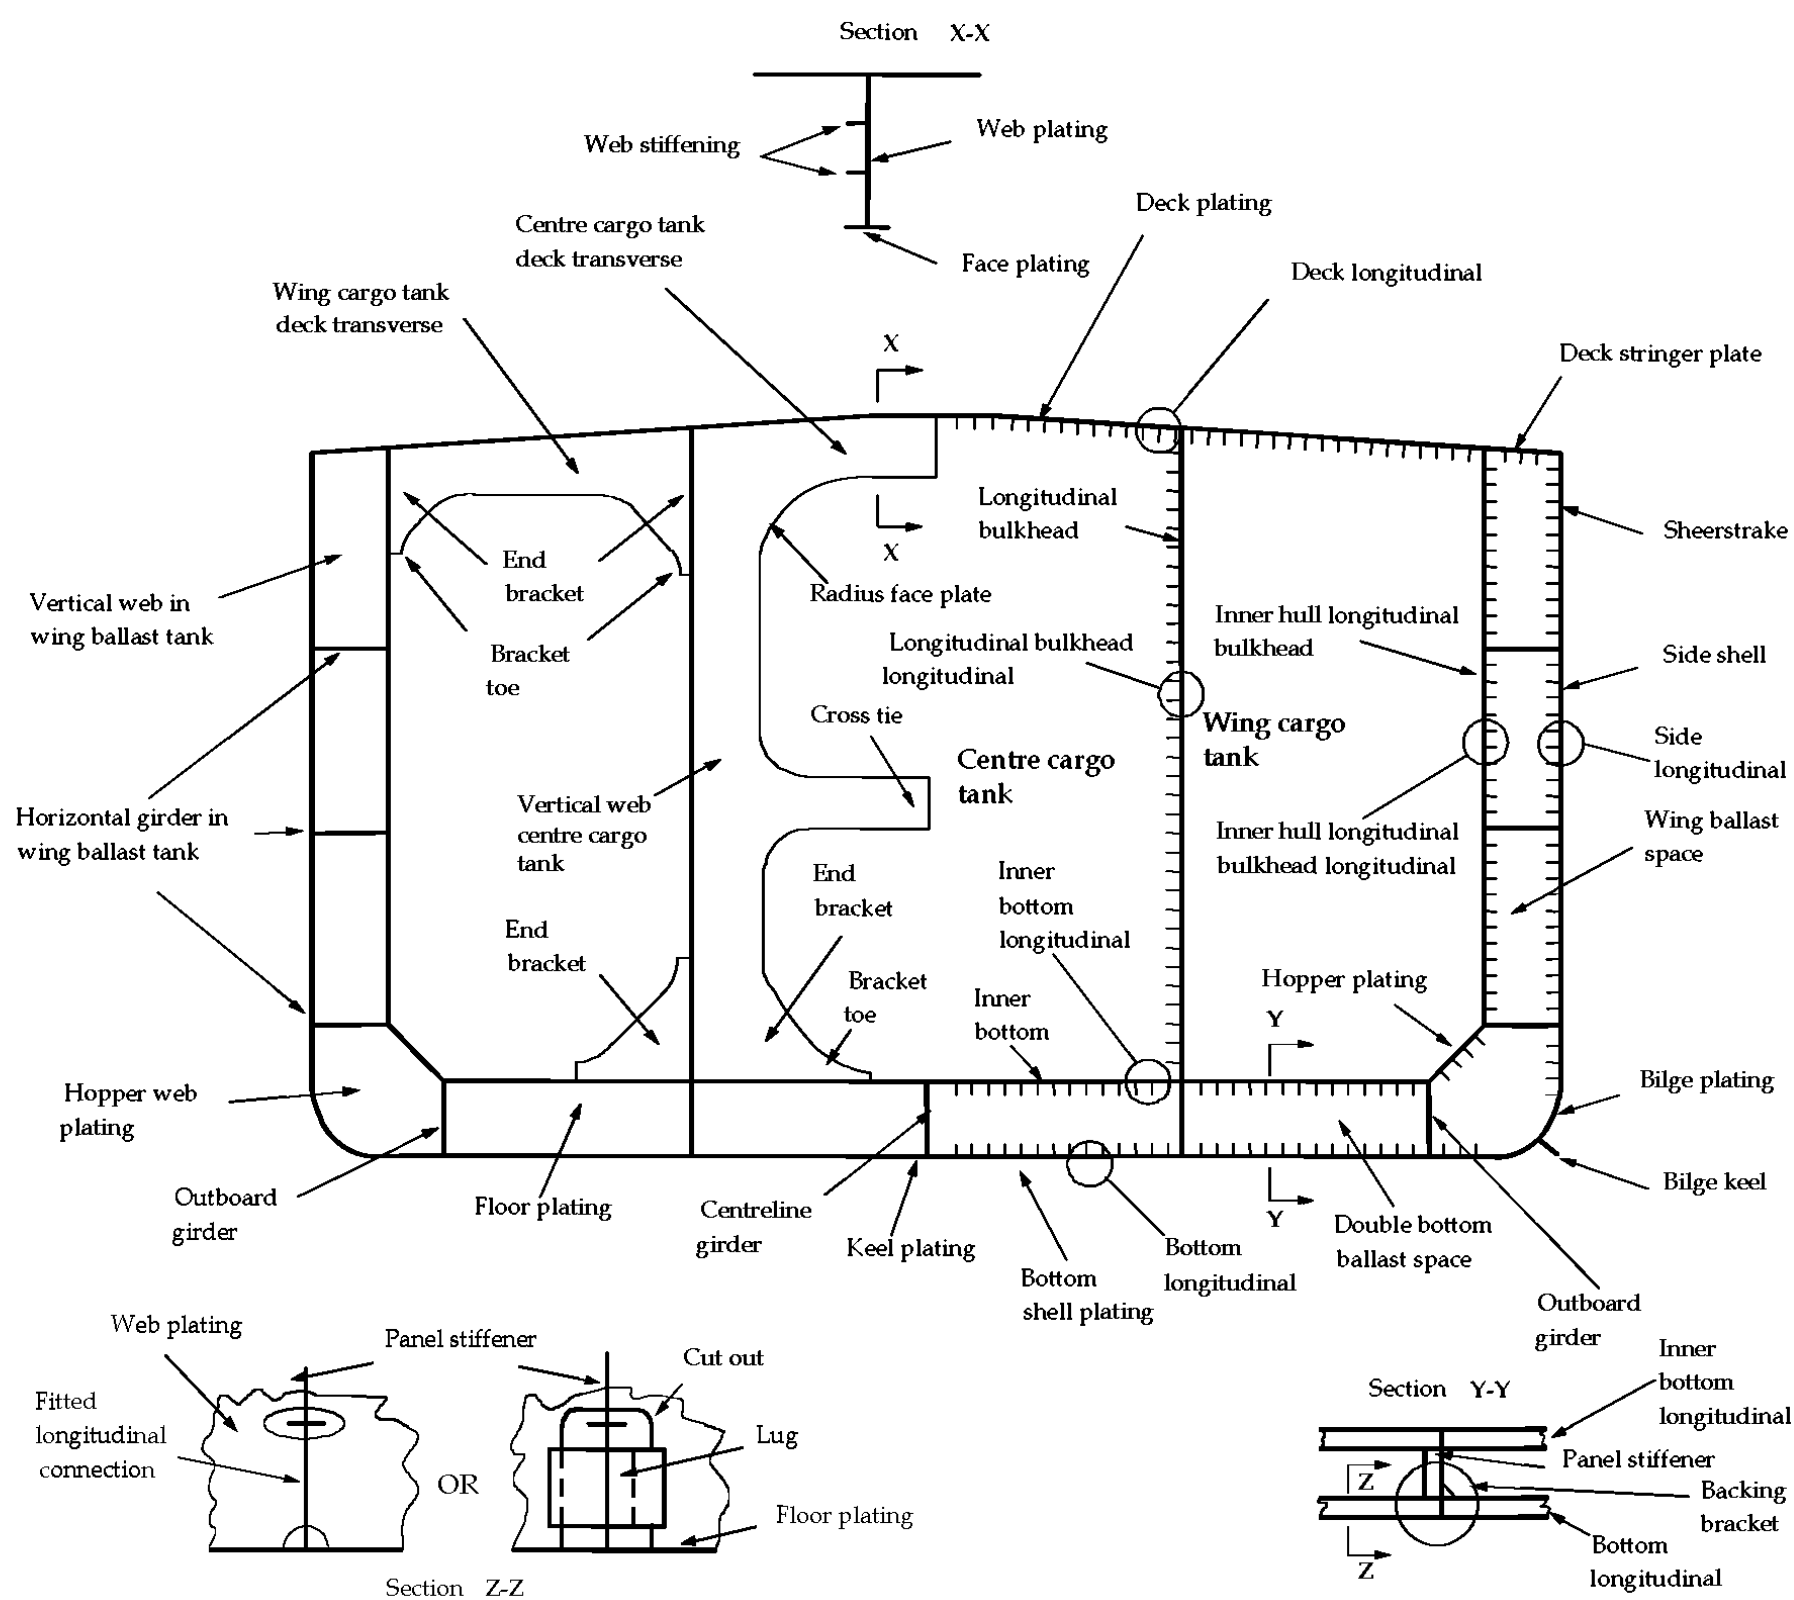 Section X-X
Web stiffening
Web plating
Face plating
Deck plating
Centre cargo tank
deck transverse
Deck longitudinal
Wing cargo tank
deck transverse
X
Deck stringer plate
X
Longitudinal
bulkhead
Sheerstrake
End
bracket
Radius face plate
Vertical web in
wing ballast tank
Inner hull longitudinal
bulkhead
Longitudinal bulkhead
longitudinal
Bracket
toe
Side shell
Cross tie
Wing cargo
tank
Side
longitudinal
Centre cargo
tank
Vertical web
centre cargo
tank
Horizontal girder in
wing ballast tank
Inner hull longitudinal
bulkhead longitudinal
Wing ballast
space
End
bracket
Inner
bottom
longitudinal
End
bracket
Bracket
toe
Inner
bottom
Hopper plating
Y
Hopper web
plating
Bilge plating
Bilge keel
Outboard
girder
Floor plating
Centreline
girder
Keel plating
Bottom
shell plating
Bottom
longitudinal
Y
Double bottom
ballast space
Outboard
girder
Web plating
Panel stiffener
Cut out
Fitted
longitudinal
connection
OR
Lug
Floor plating
Section Z-Z
Section Y-Y
Inner
bottom
longitudinal
Panel stiffener
Z
Backing
bracket
Bottom
longitudinal
Z